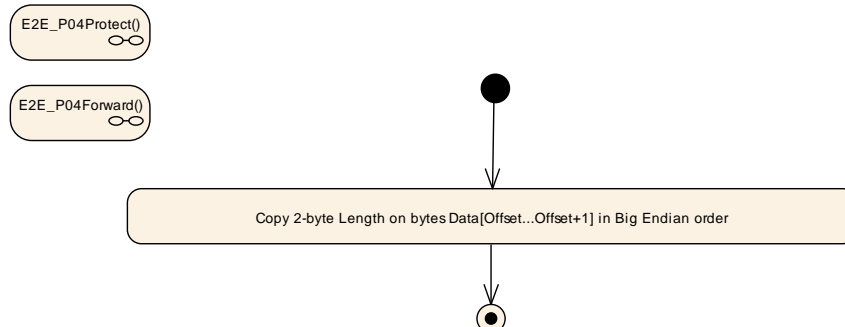 E2E_P04Protect()
E2E_P04Forward()
Copy 2-byte Length on bytes Data[Offset...Offset+1] in Big Endian order